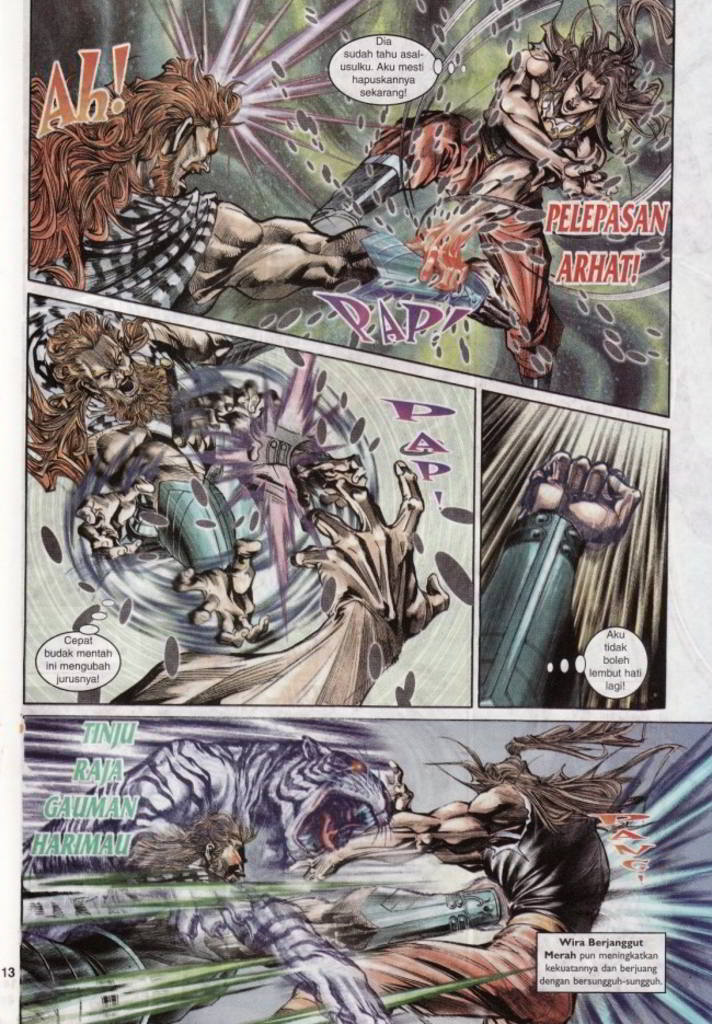 Ah!
Dia
sudah tahu asal-
usulku. Aku mesti
hapuskannya
sekarang!
PELEPASAN
ARHAT!
PAP!
PAP!
Cepat
budak mentah
ini mengubah
jurusnya!
Aku
tidak
boleh
lembut hati
lagi!
TINJU
RAJA
GAUMAN
HARIMAU
PANG!
Wira Berjanggut
Merah pun meningkatkan
kekuatannya dan berjuang
dengan bersungguh-sungguh.
13